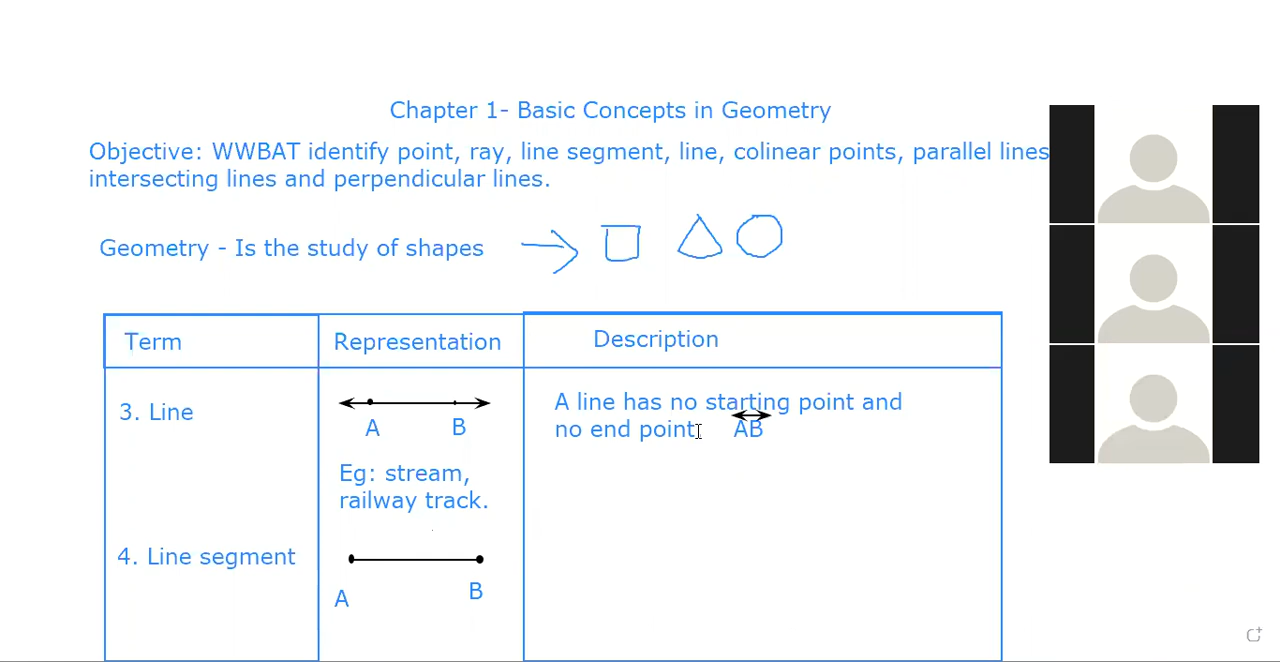 Chapter 1- Basic Concepts in Geometry
Objective: WWBAT identify point, ray, line segment, line, colinear points, parallel lines
intersecting lines and perpendicular lines.
Geometry - Is the study of shapes
Term
Representation
Description
3. Line
A
B
A line has no starting point and
no end point
AB
Eg: stream,
railway track.
4. Line segment
A
B